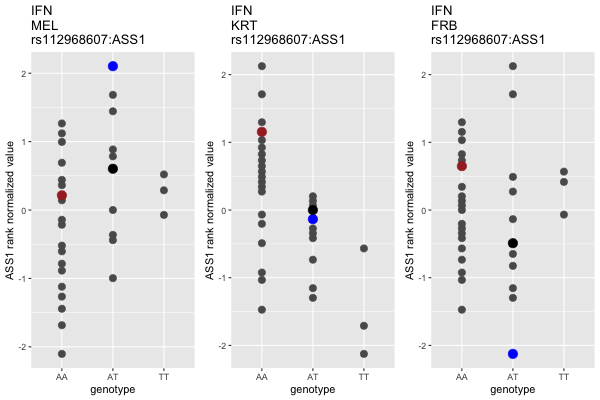 IFN
MEL
rs112968607:ASS1
ASS1 rank normalized value
2
1
0
-1
-2
AA AT TT
genotype
IFN
KRT
rs112968607:ASS1
ASS1 rank normalized value
2
1
0
-1
-2
AA AT TT
genotype
IFN
FRB
rs112968607:ASS1
ASS1 rank normalized value
2
1
0
-1
-2
AA AT TT
genotype